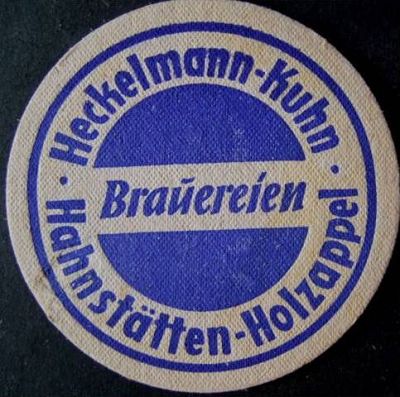 Heckelmann-Kuhn
Brauereien
· Hahnstätten-Holzappel ·